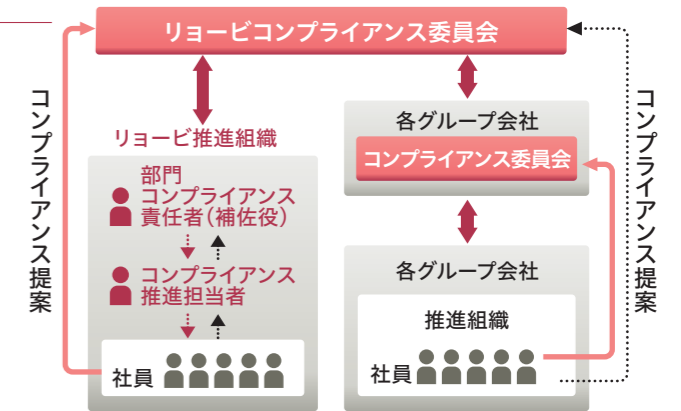 リョービコンプライアンス委員会
コンプライアンス提案
リョービ推進組織
部門
コンプライアンス
責任者（補佐役）
コンプライアンス
推進担当者
社員
各グループ会社
コンプライアンス委員会
各グループ会社
推進組織
社員
コンプライアンス提案